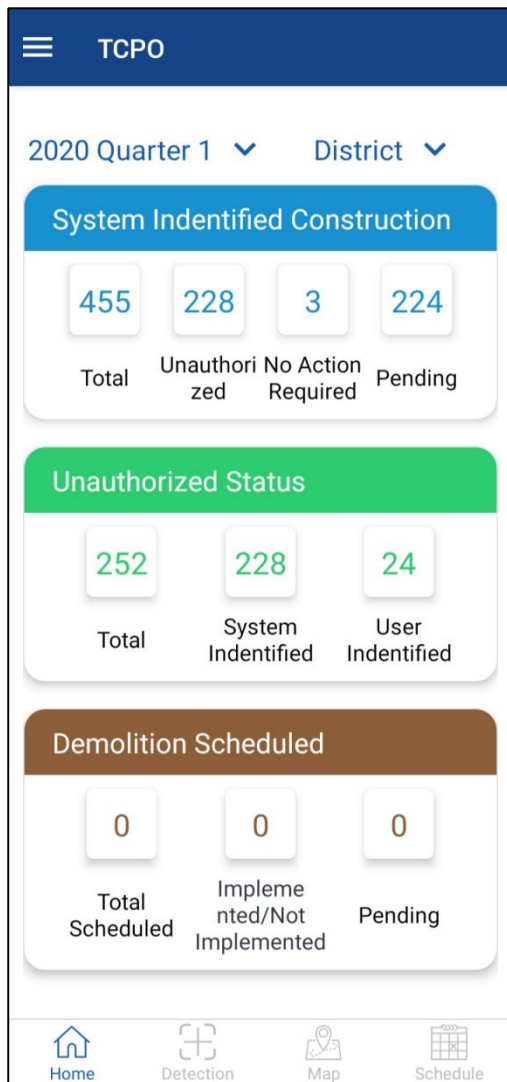 TCPO
2020 Quarter 1 District
System Indentified Construction
455 228 3 224
Total Unauthori No Action Pending
zed Required
Unauthorized Status
252 228 24
Total System User
Indentified Indentified
Demolition Scheduled
0 0 0
Total Impleme Pending
Scheduled nted/Not
Implemented
Home Detection Map Schedule